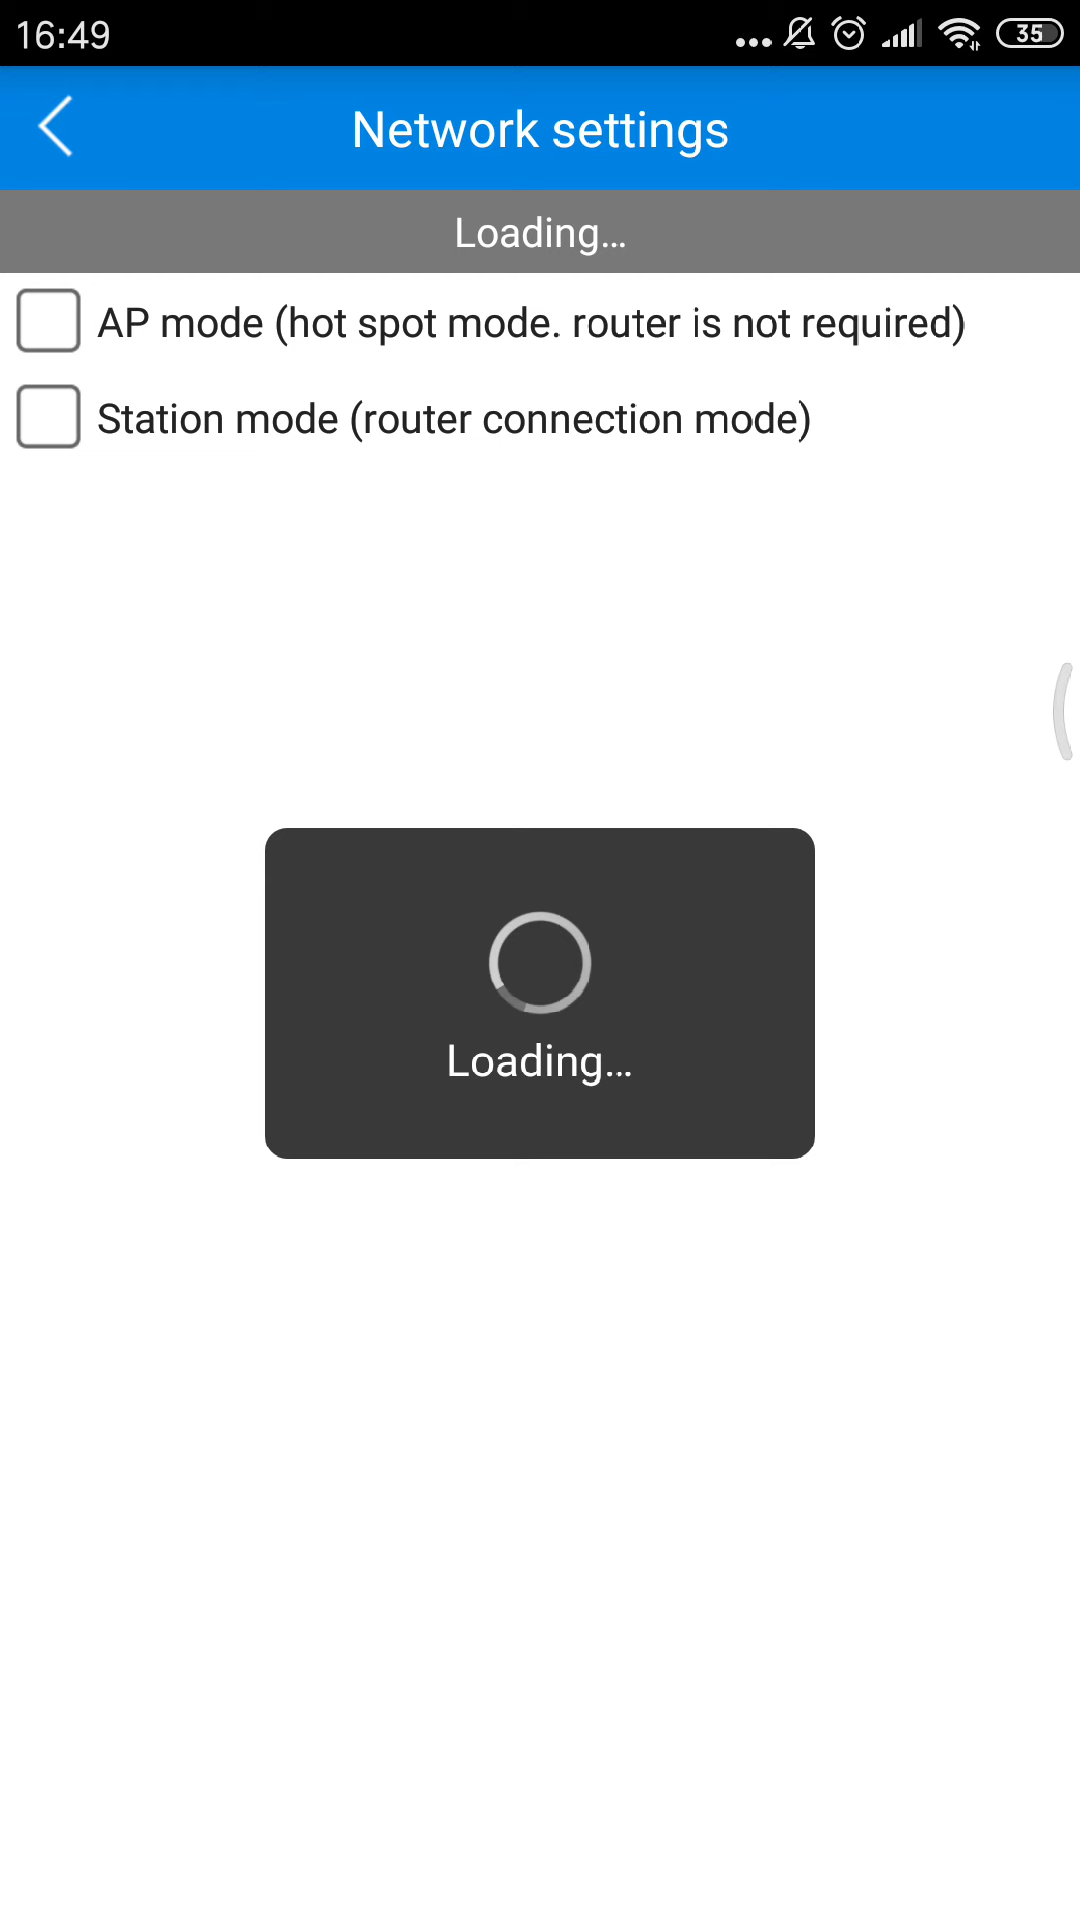 16:49
35
Network settings
Loading...
AP mode (hot spot mode. router is not required)
Station mode (router connection mode)
Loading...